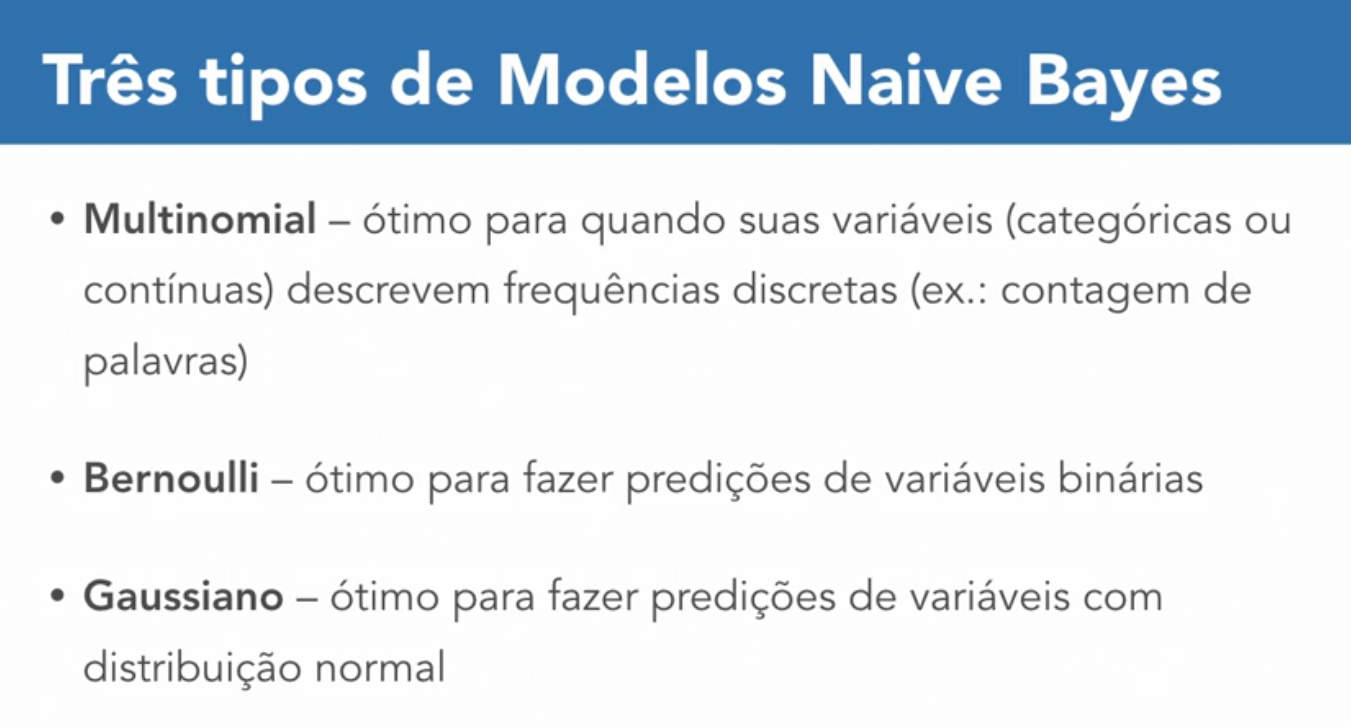 Três tipos de Modelos Naive Bayes
• Multinomial – ótimo para quando suas variáveis (categóricas ou
contínuas) descrevem frequências discretas (ex.: contagem de
palavras)
• Bernoulli – ótimo para fazer predições de variáveis binárias
• Gaussiano – ótimo para fazer predições de variáveis com
distribuição normal